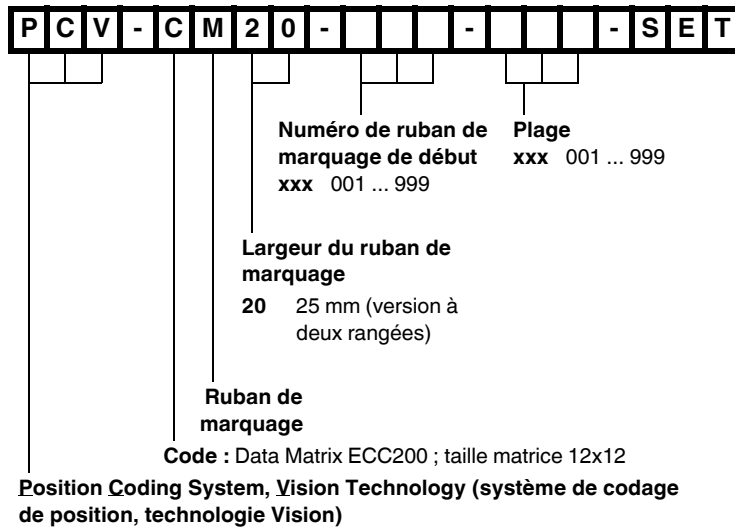 PCV-CM20-   -   -SET
Numéro de ruban de
marquage de début
xxx 001 ... 999
Plage
xxx 001 ... 999
Largeur du ruban de
marquage
20 25 mm (version à
deux rangées)
Ruban de
marquage
Code : Data Matrix ECC200 ; taille matrice 12x12
Position Coding System, Vision Technology (système de codage
de position, technologie Vision)